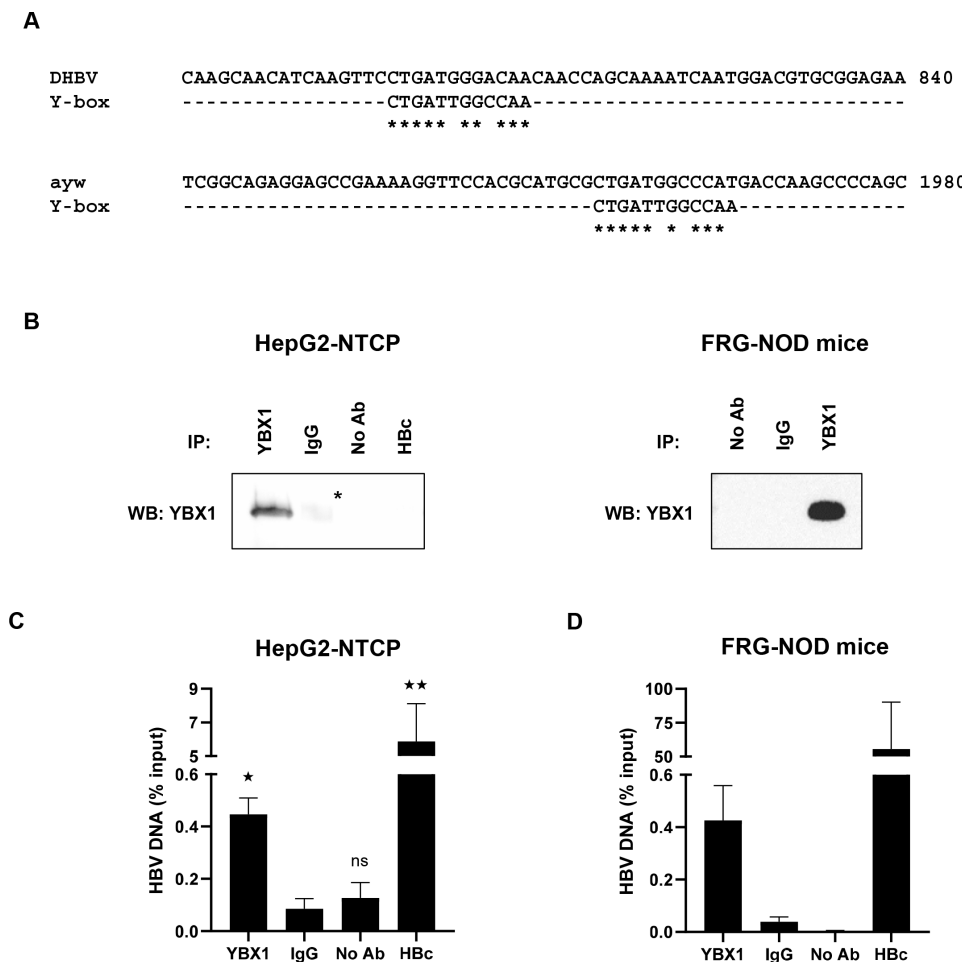 A
DHBV CAAGCAACATCAAGTTCCTGATGGGACAACAACCAGCAAAATCAATGGACGTGCGGAGAA 840
Y-box -----------------CTGATTGGCCAA-------------------------------
***** ** ***
ayw TCGGCAGAGGAGCCGAAAAGGTTCCACGCATGCGCTGATGGCCCATGACCAAGCCCCAGC 1980
Y-box ----------------------------------CTGATTGGCCAA--------------
***** * ***
B
HepG2-NTCP
IP: YBX1 IgG No Ab HBc
*
WB: YBX1
FRG-NOD mice
IP: No Ab IgG YBX1
WB: YBX1
C
HepG2-NTCP
HBV DNA (% input)
9
7
5
0.6
0.4
0.2
0.0
★
ns
★★
YBX1 IgG No Ab HBc
D
FRG-NOD mice
HBV DNA (% input)
100
75
50
0.6
0.4
0.2
0.0
YBX1 IgG No Ab HBc